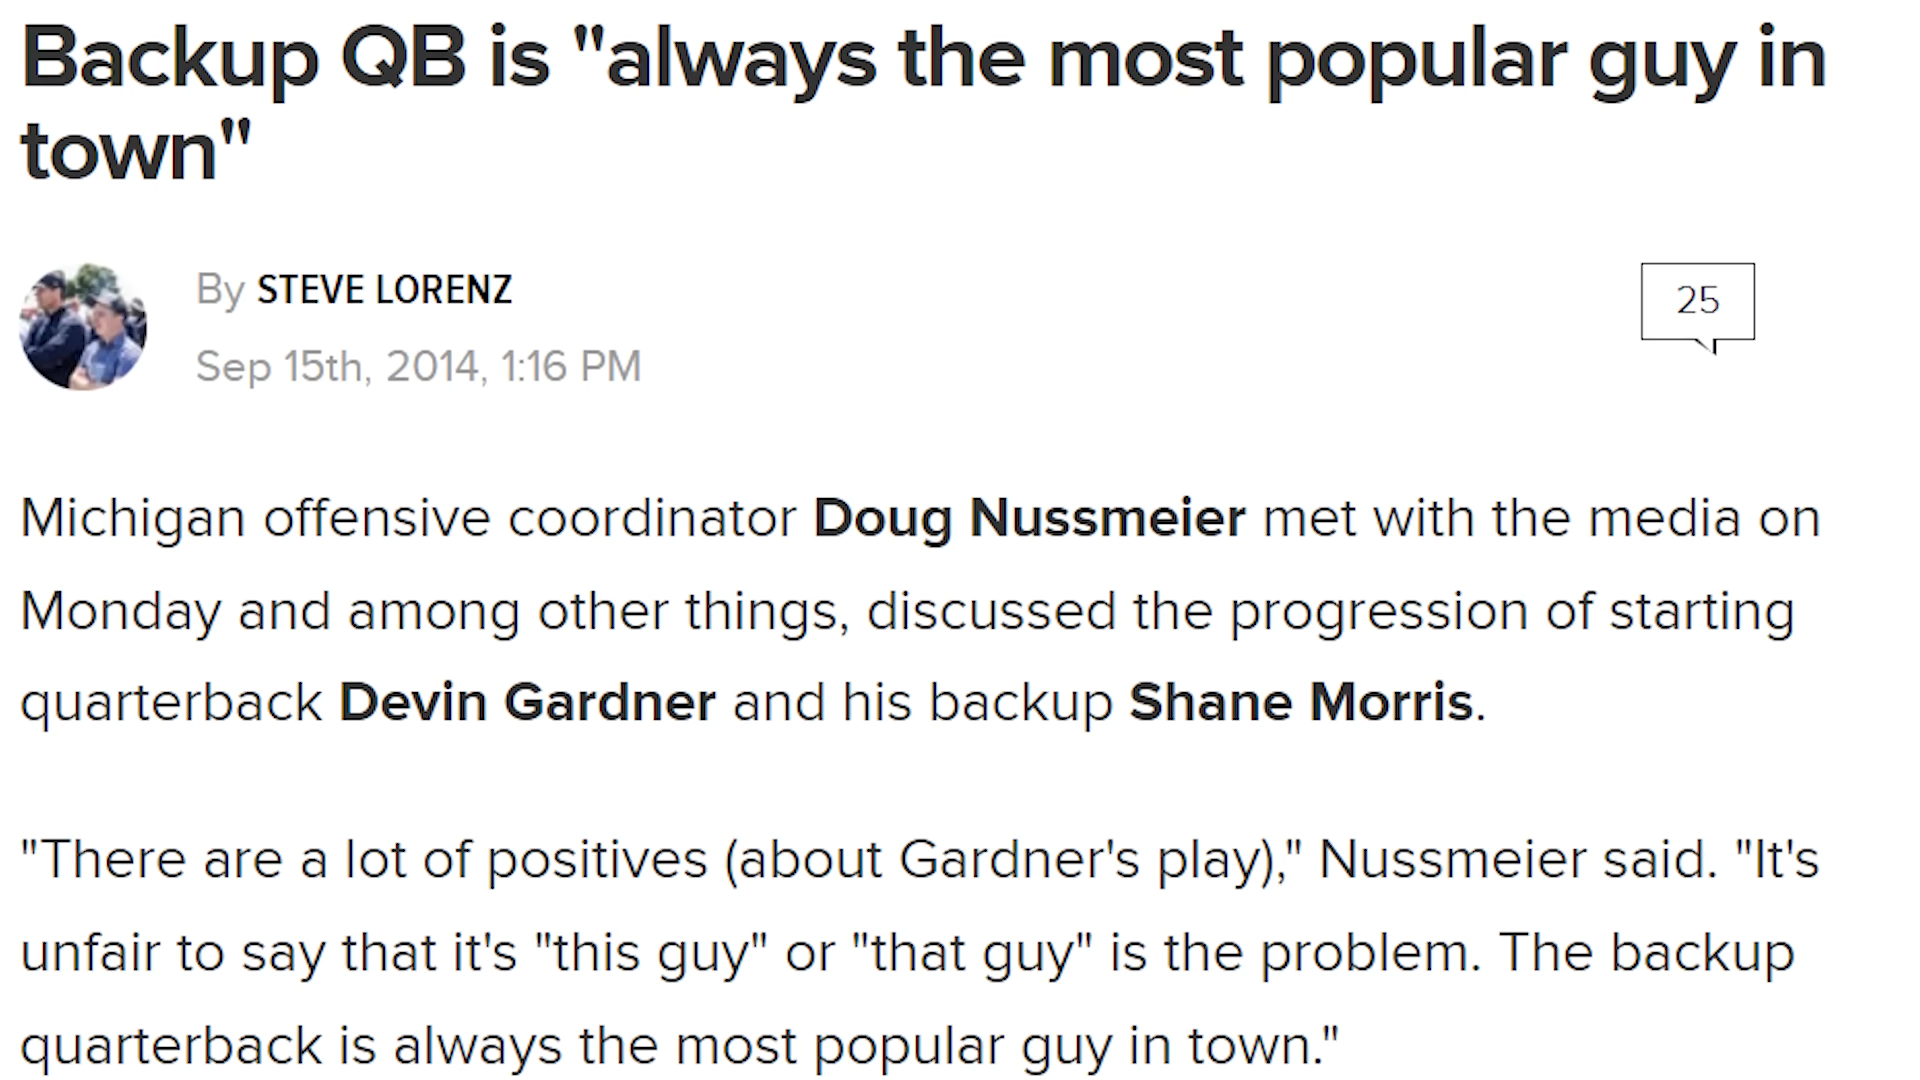 Backup QB is "always the most popular guy in
town"
By STEVE LORENZ
25
Sep 15th, 2014, 1:16 PM
Michigan offensive coordinator Doug Nussmeier met with the media on
Monday and among other things, discussed the progression of starting
quarterback Devin Gardner and his backup Shane Morris.
"There are a lot of positives (about Gardner's play)," Nussmeier said. "It's
unfair to say that it's "this guy" or "that guy" is the problem. The backup
quarterback is always the most popular guy in town."